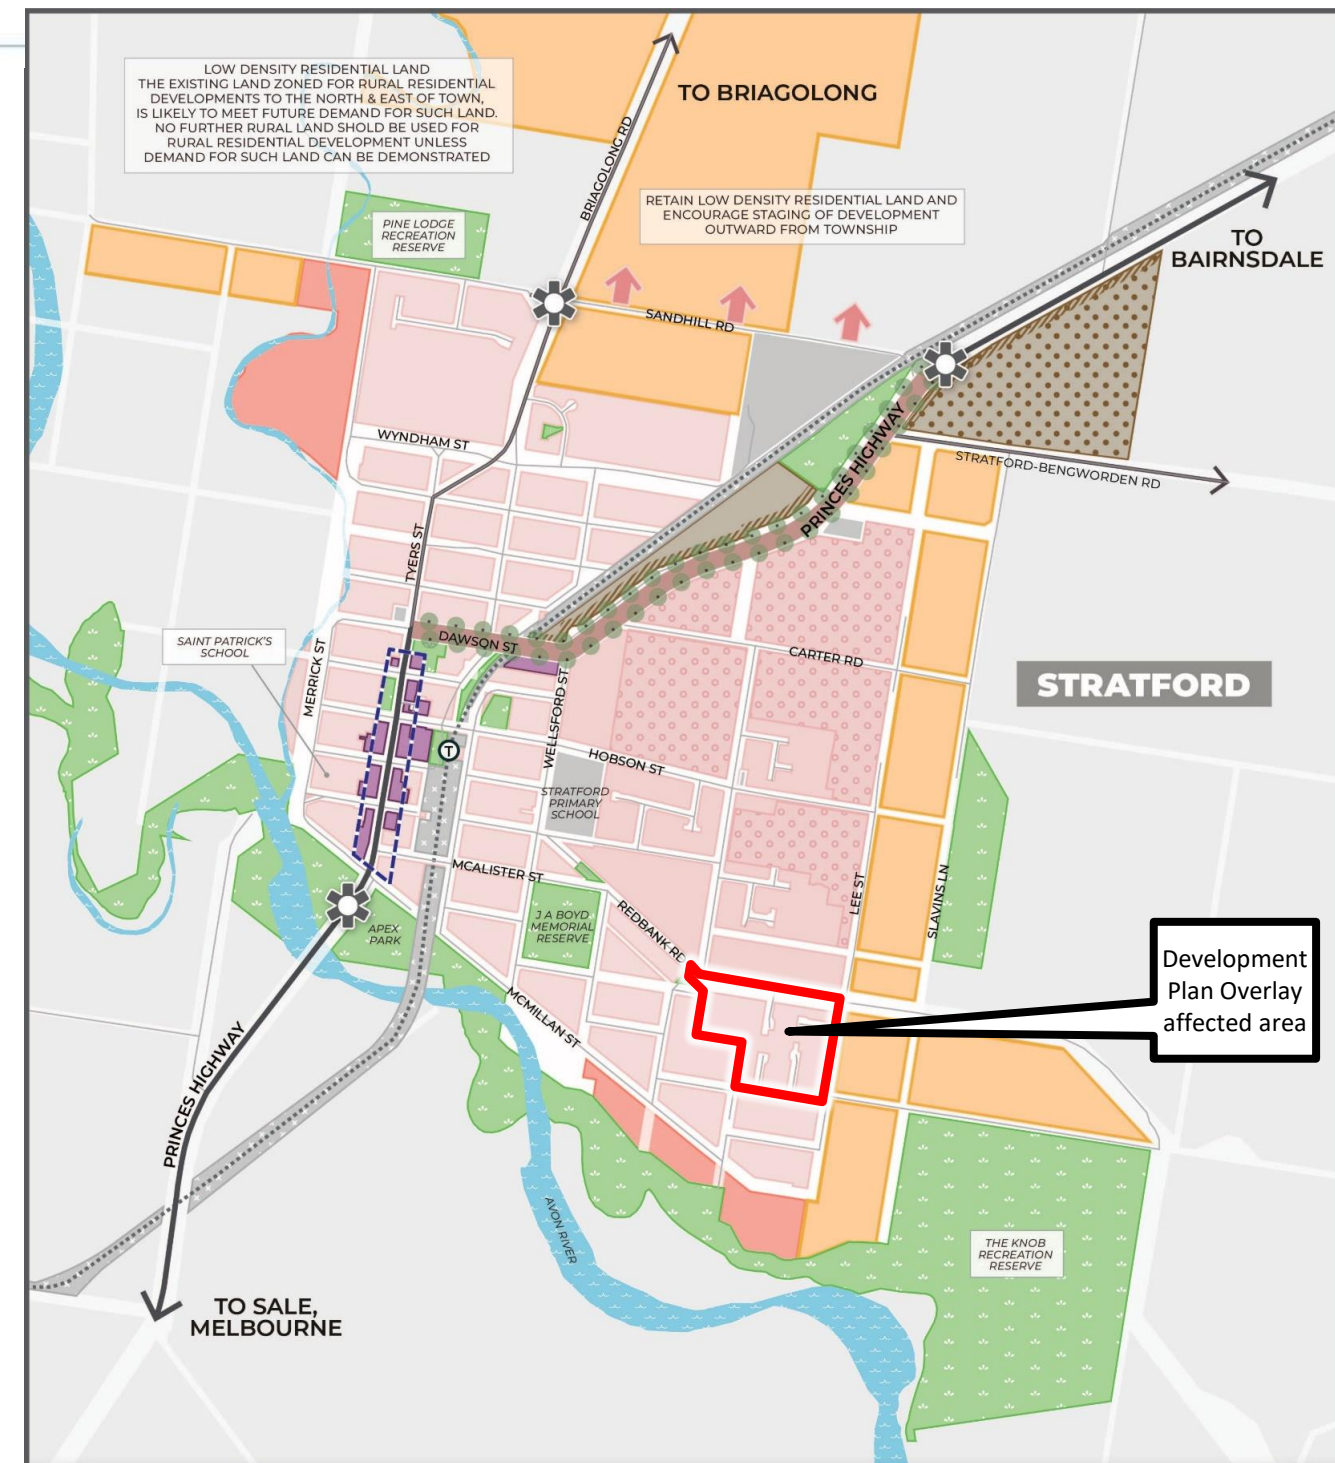 LOW DENSITY RESIDENTIAL LAND
THE EXISTING LAND ZONED FOR RURAL RESIDENTIAL
DEVELOPMENTS TO THE NORTH & EAST OF TOWN,
IS LIKELY TO MEET FUTURE DEMAND FOR SUCH LAND.
NO FURTHER RURAL LAND SHOLD BE USED FOR
RURAL RESIDENTIAL DEVELOPMENT UNLESS
DEMAND FOR SUCH LAND CAN BE DEMONSTRATED
TO BRIAGOLONG
BRIAGOLONG RD
RETAIN LOW DENSITY RESIDENTIAL LAND AND
ENCOURAGE STAGING OF DEVELOPMENT
OUTWARD FROM TOWNSHIP
PINE LODGE
RECREATION
RESERVE
TO
BAIRNSDALE
SANDHILL RD
WYNDHAM ST
PRINCES HIGHWAY
STRATFORD-BENGWORDEN RD
TYERS ST
SAINT PATRICK'S
SCHOOL
MERRICK ST
DAWSON ST
CARTER RD
STRATFORD
WELLSFORD ST
T
HOBSON ST
STRATFORD
PRIMARY
SCHOOL
MCALISTER ST
LEE ST
SLAVINS LN
REDBANK RD
J A BOYD
MEMORIAL
RESERVE
APEX
PARK
Development
Plan Overlay
affected area
MCMILLAN ST
PRINCES HIGHWAY
AVON RIVER
THE KNOB
RECREATION
RESERVE
TO SALE,
MELBOURNE